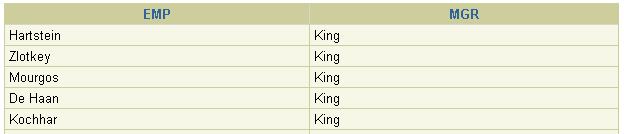 EMP MGR
Hartstein King
Zlotkey King
Mourgos King
De Haan King
Kochhar King